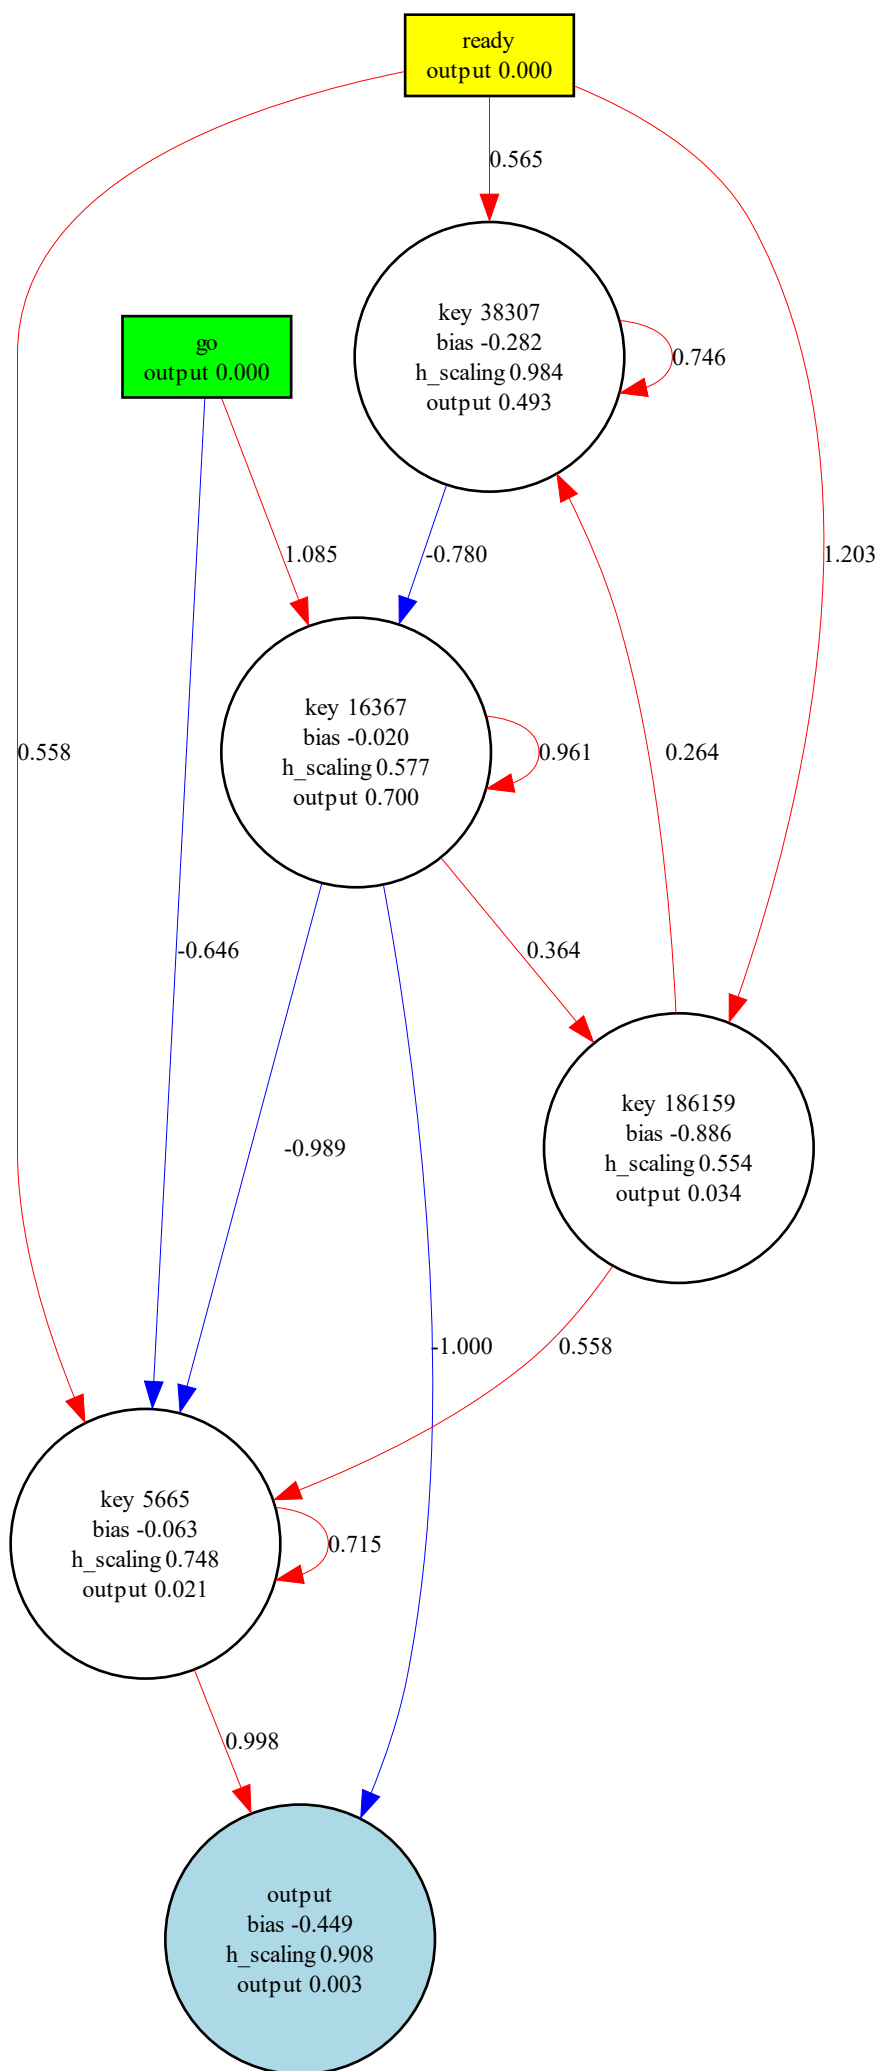 ready
output 0.000
0.565
key 38307
bias -0.282
h_scaling 0.984
output 0.493
0.746
go
output 0.000
1.085
-0.780
1.203
key 16367
bias -0.020
h_scaling 0.577
output 0.700
0.961
0.558
0.264
-0.646
0.364
-0.989
key 186159
bias -0.886
h_scaling 0.554
output 0.034
-1.000
0.558
key 5665
bias -0.063
h_scaling 0.748
output 0.021
0.715
0.998
output
bias -0.449
h_scaling 0.908
output 0.003